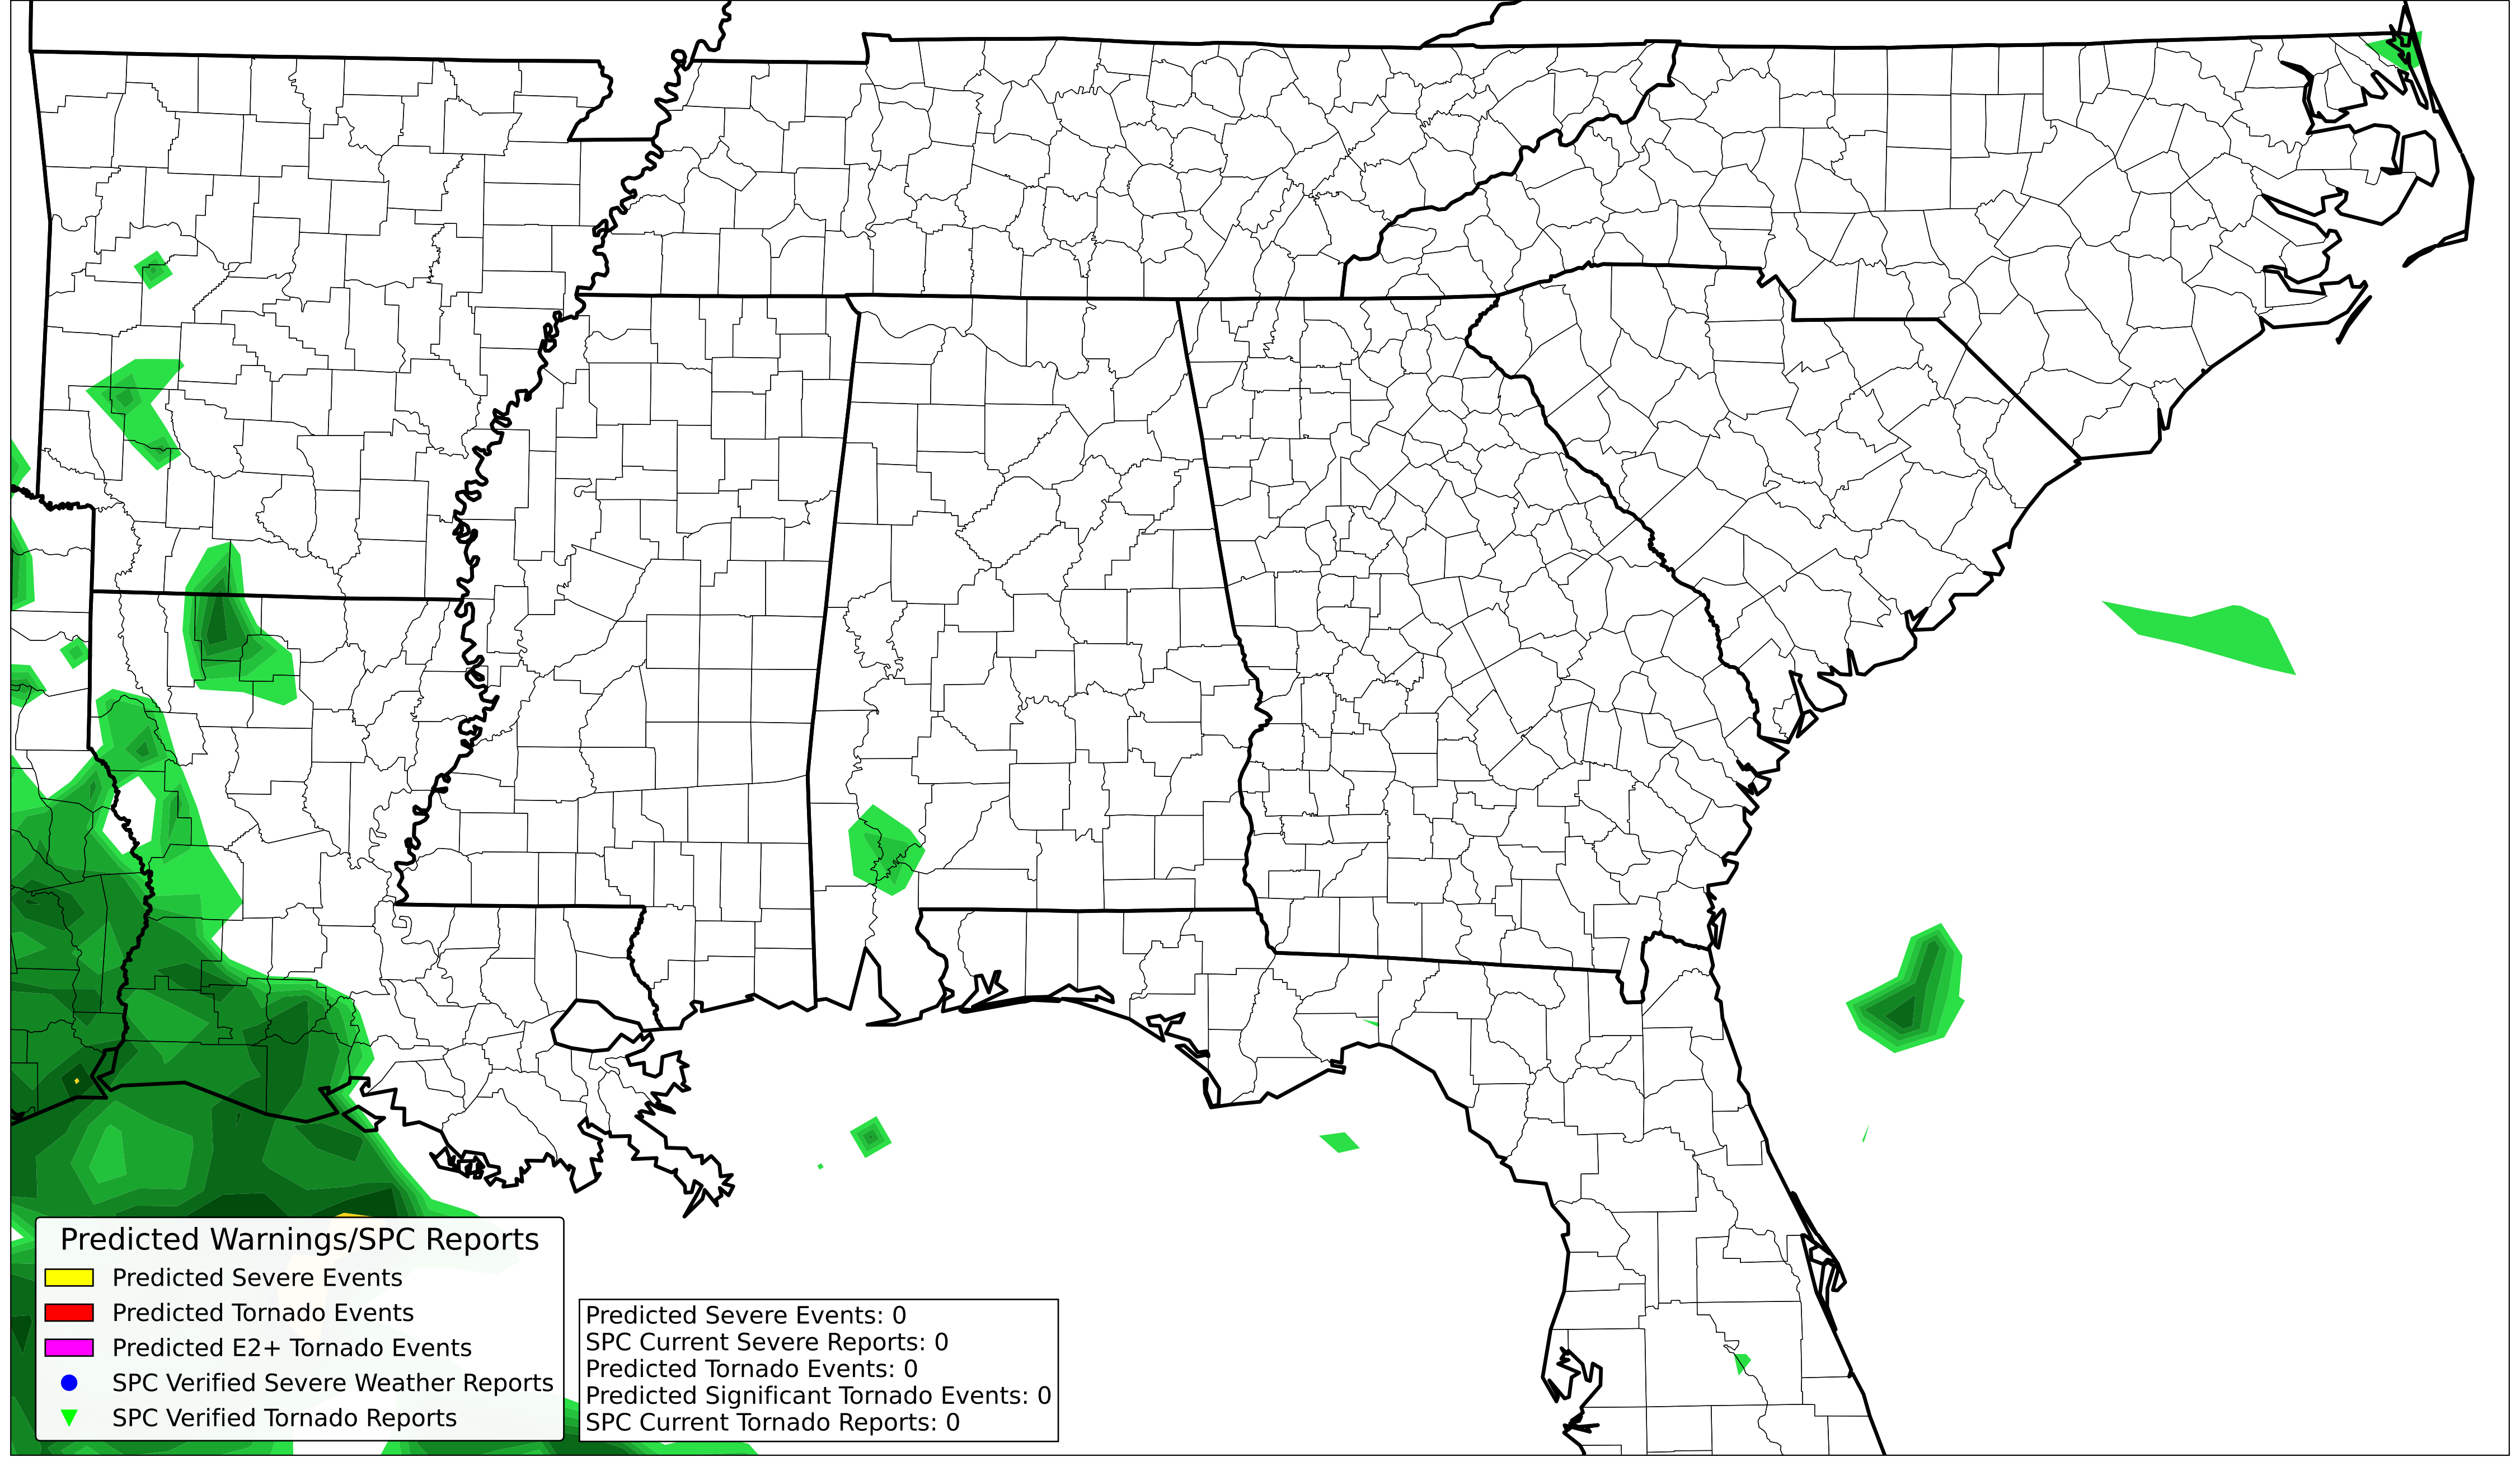 Predicted Warnings/SPC Reports
Predicted Severe Events
Predicted Tornado Events
Predicted E2+ Tornado Events
SPC Verified Severe Weather Reports
SPC Verified Tornado Reports
Predicted Severe Events: 0
SPC Current Severe Reports: 0
Predicted Tornado Events: 0
Predicted Significant Tornado Events: 0
SPC Current Tornado Reports: 0